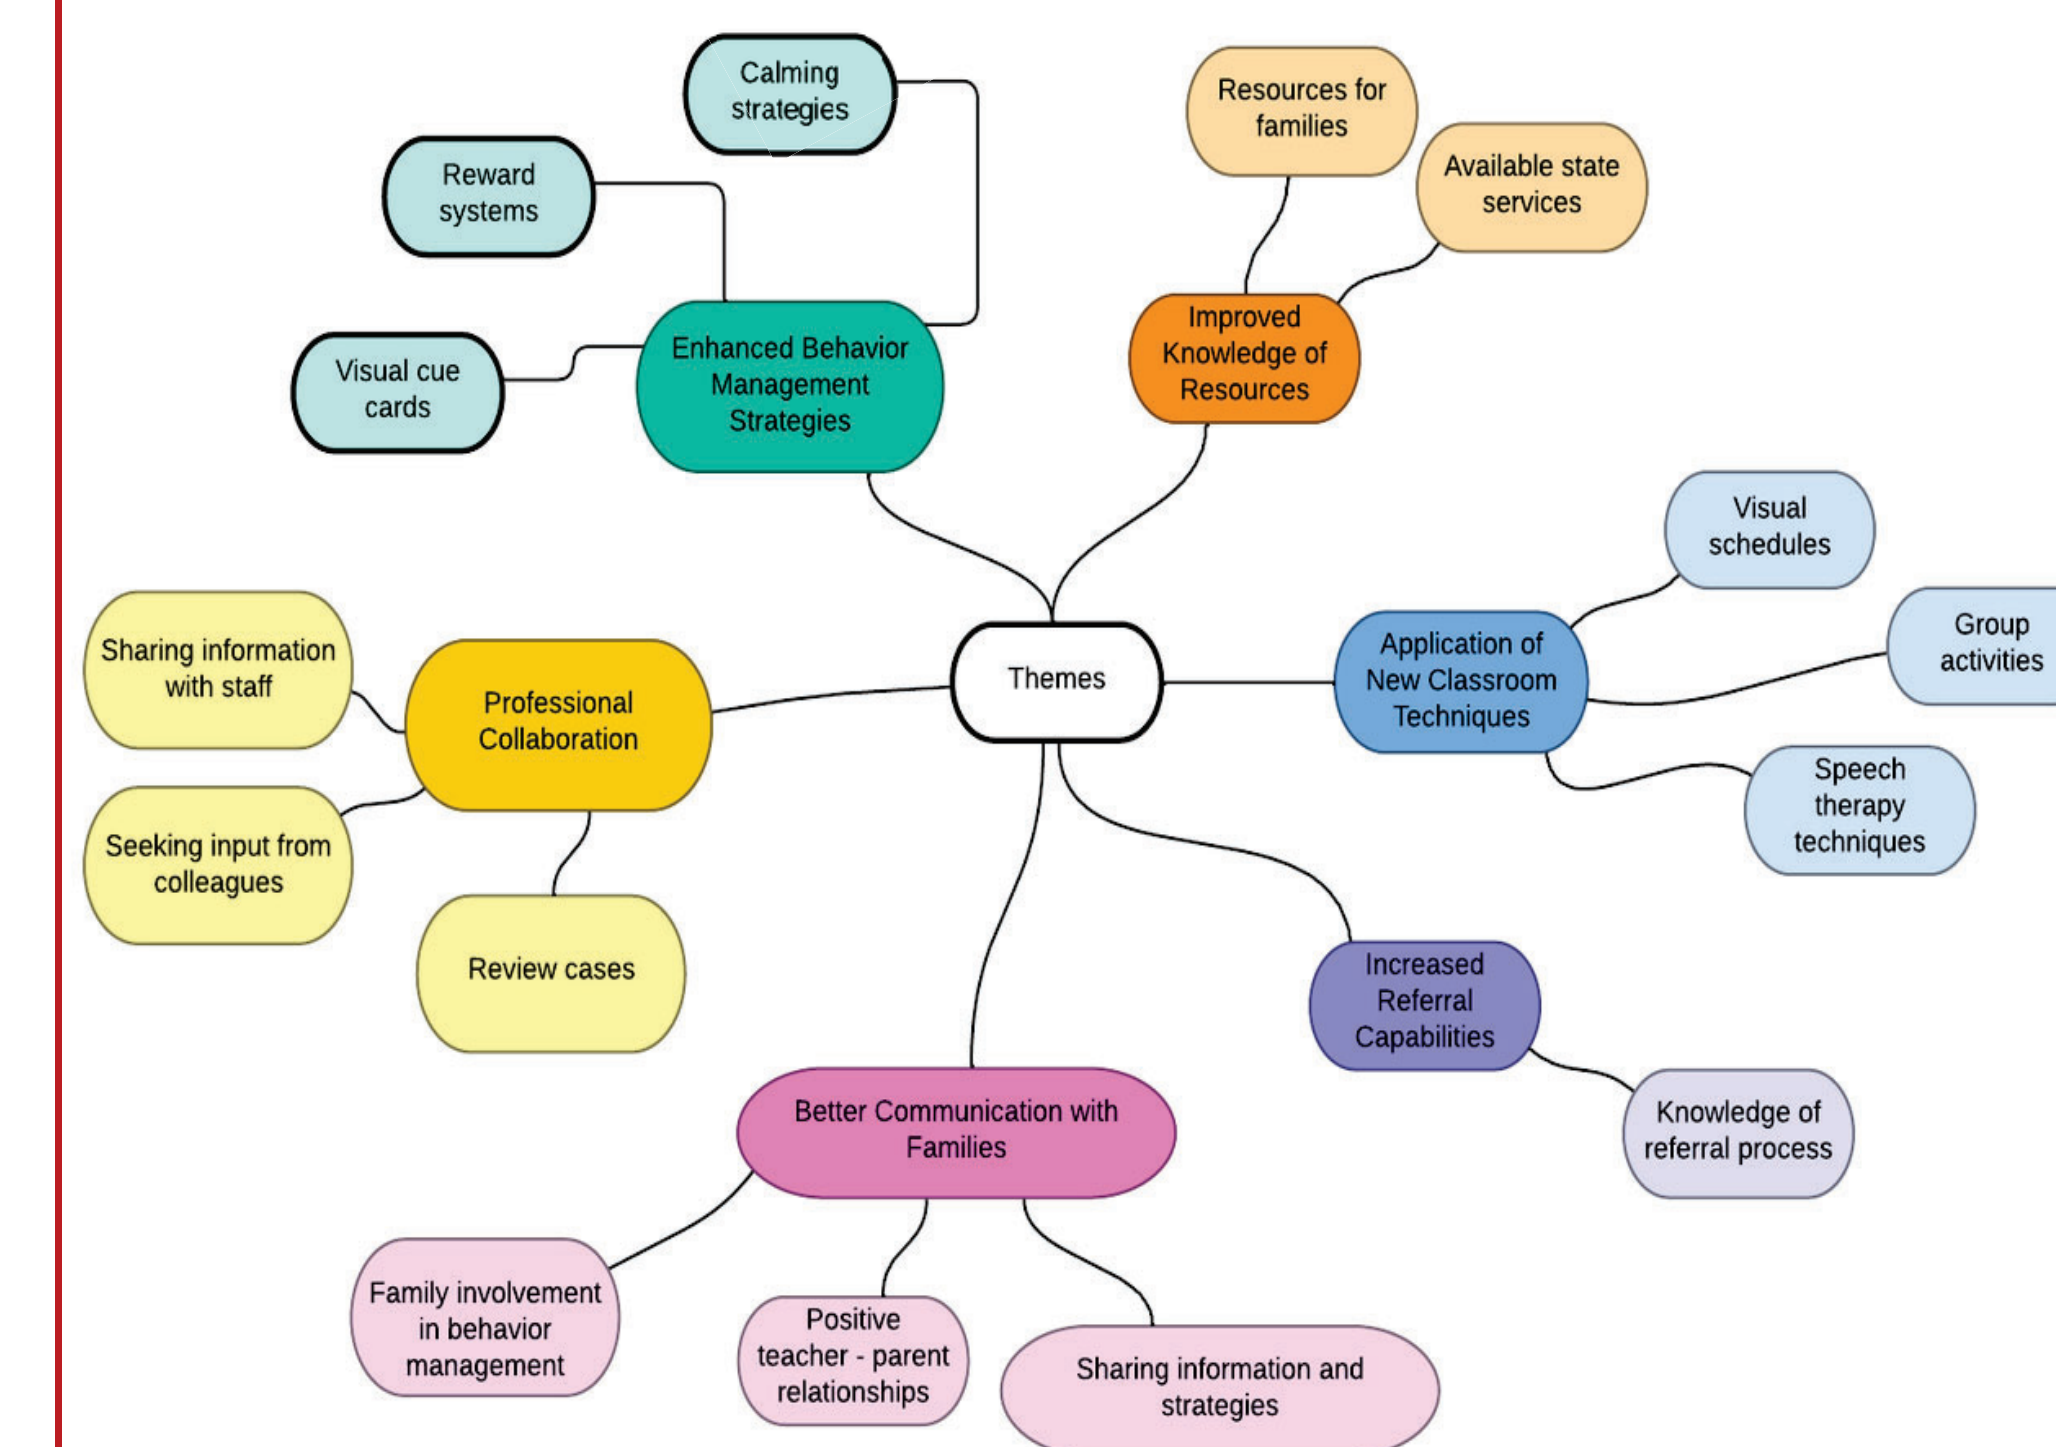 Calming
strategies
Reward
systems
Visual cue
cards
Enhanced Behavior
Management
Strategies
Resources for
families
Available state
services
Improved
Knowledge of
Resources
Visual
schedules
Group
activities
Speech
therapy
techniques
Application of
New Classroom
Techniques
Themes
Sharing information
with staff
Professional
Collaboration
Seeking input from
colleagues
Review cases
Increased
Referral
Capabilities
Knowledge of
referral process
Better Communication with
Families
Family involvement
in behavior
management
Positive
teacher - parent
relationships
Sharing information and
strategies